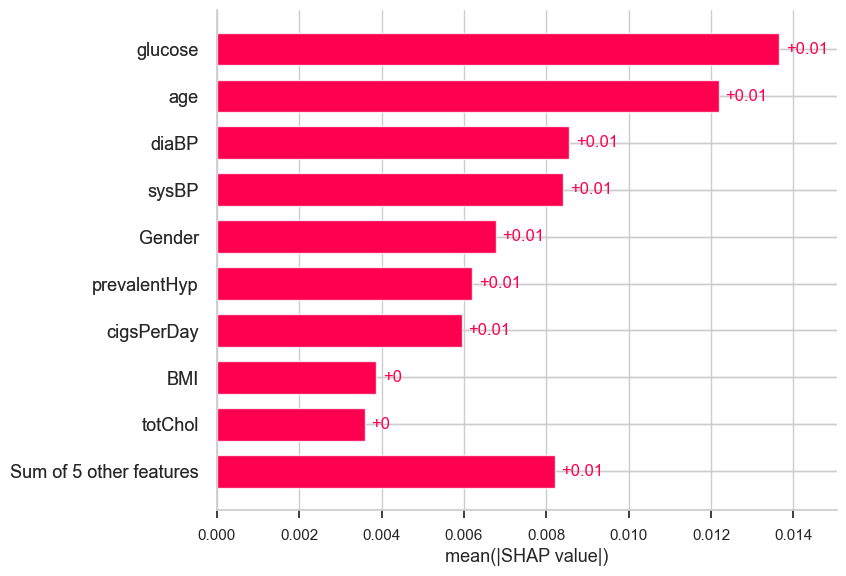 glucose +0.01
age +0.01
diaBP +0.01
sysBP +0.01
Gender +0.01
prevalentHyp +0.01
cigsPerDay +0.01
BMI +0
totChol +0
Sum of 5 other features +0.01
0.000 0.002 0.004 0.006 0.008 0.010 0.012 0.014
mean(|SHAP value|)